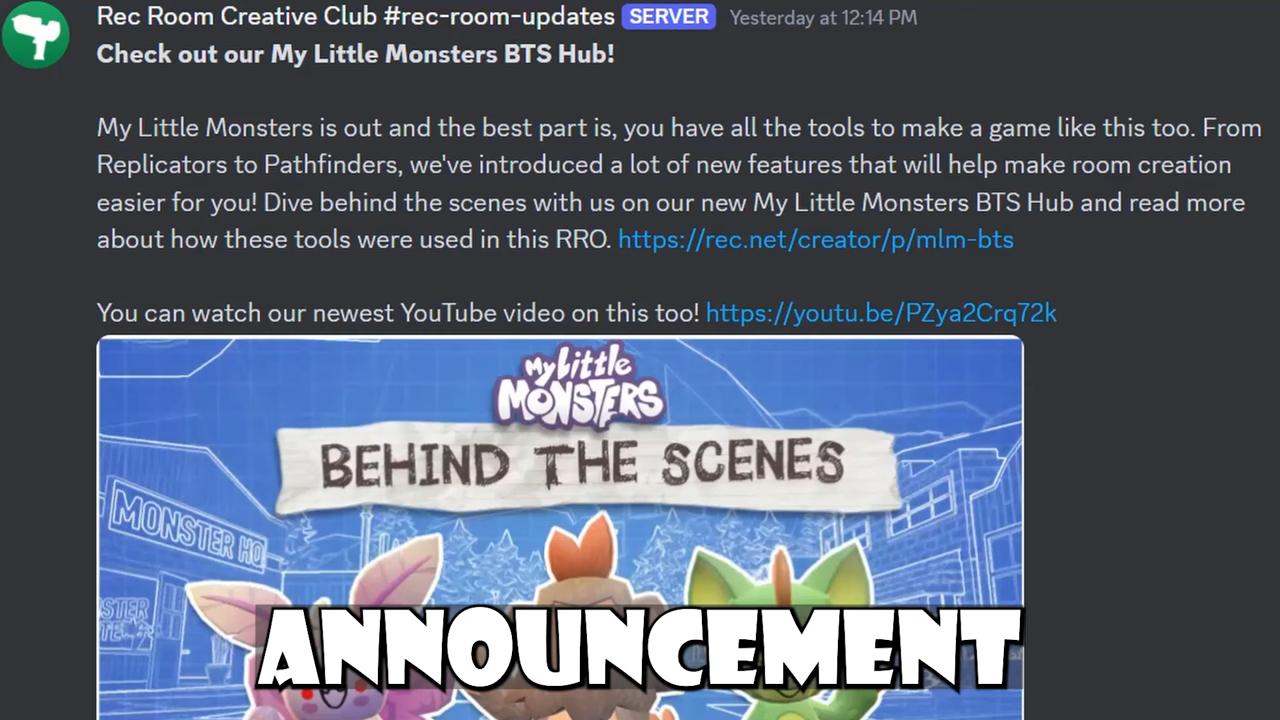 Rec Room Creative Club #rec-room-updates SERVER Yesterday at 12:14 PM
Check out our My Little Monsters BTS Hub!
My Little Monsters is out and the best part is, you have all the tools to make a game like this too. From
Replicators to Pathfinders, we've introduced a lot of new features that will help make room creation
easier for you! Dive behind the scenes with us on our new My Little Monsters BTS Hub and read more
about how these tools were used in this RRO. https://rec.net/creator/p/mlm-bts
You can watch our newest YouTube video on this too! https://youtu.be/PZya2Crq72k
My Little
MONSTERS
BEHIND THE SCENES
MONSTER HO
ANNOUNCEMENT